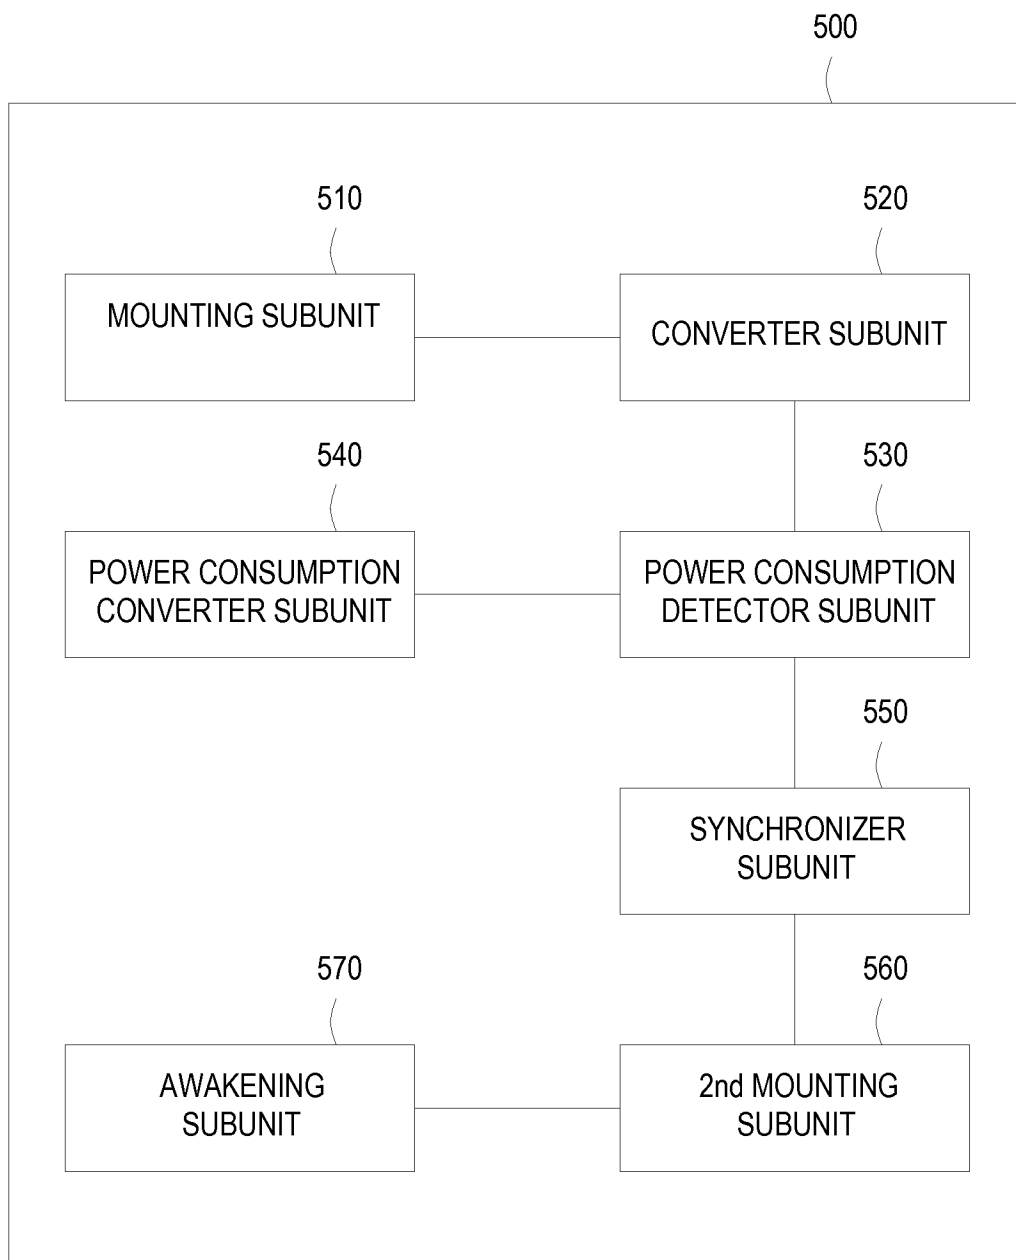 500
510
520
MOUNTING SUBUNIT
CONVERTER SUBUNIT
540
530
POWER CONSUMPTION
CONVERTER SUBUNIT
POWER CONSUMPTION
DETECTOR SUBUNIT
550
SYNCHRONIZER
SUBUNIT
570
560
AWAKENING
SUBUNIT
2nd MOUNTING
SUBUNIT